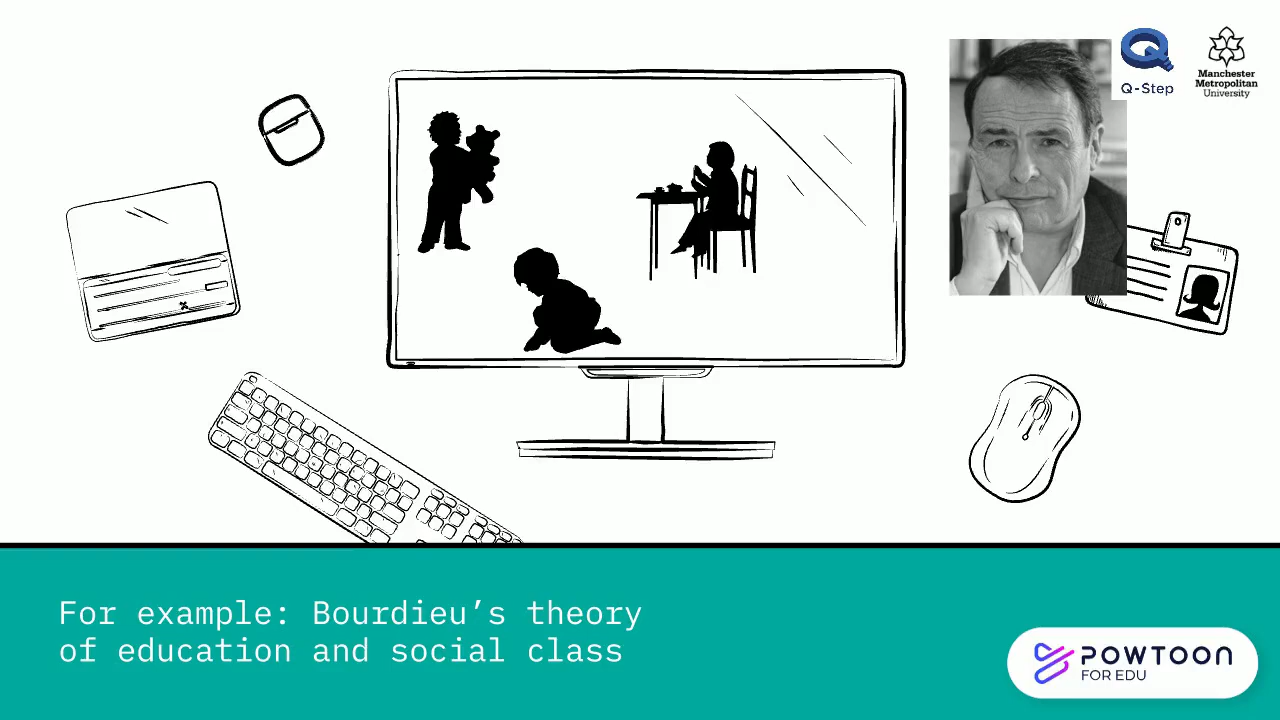 Q-Step
Manchester
Metropolitan
University
For example: Bourdieu’s theory
of education and social class
POWTOON
FOR EDU